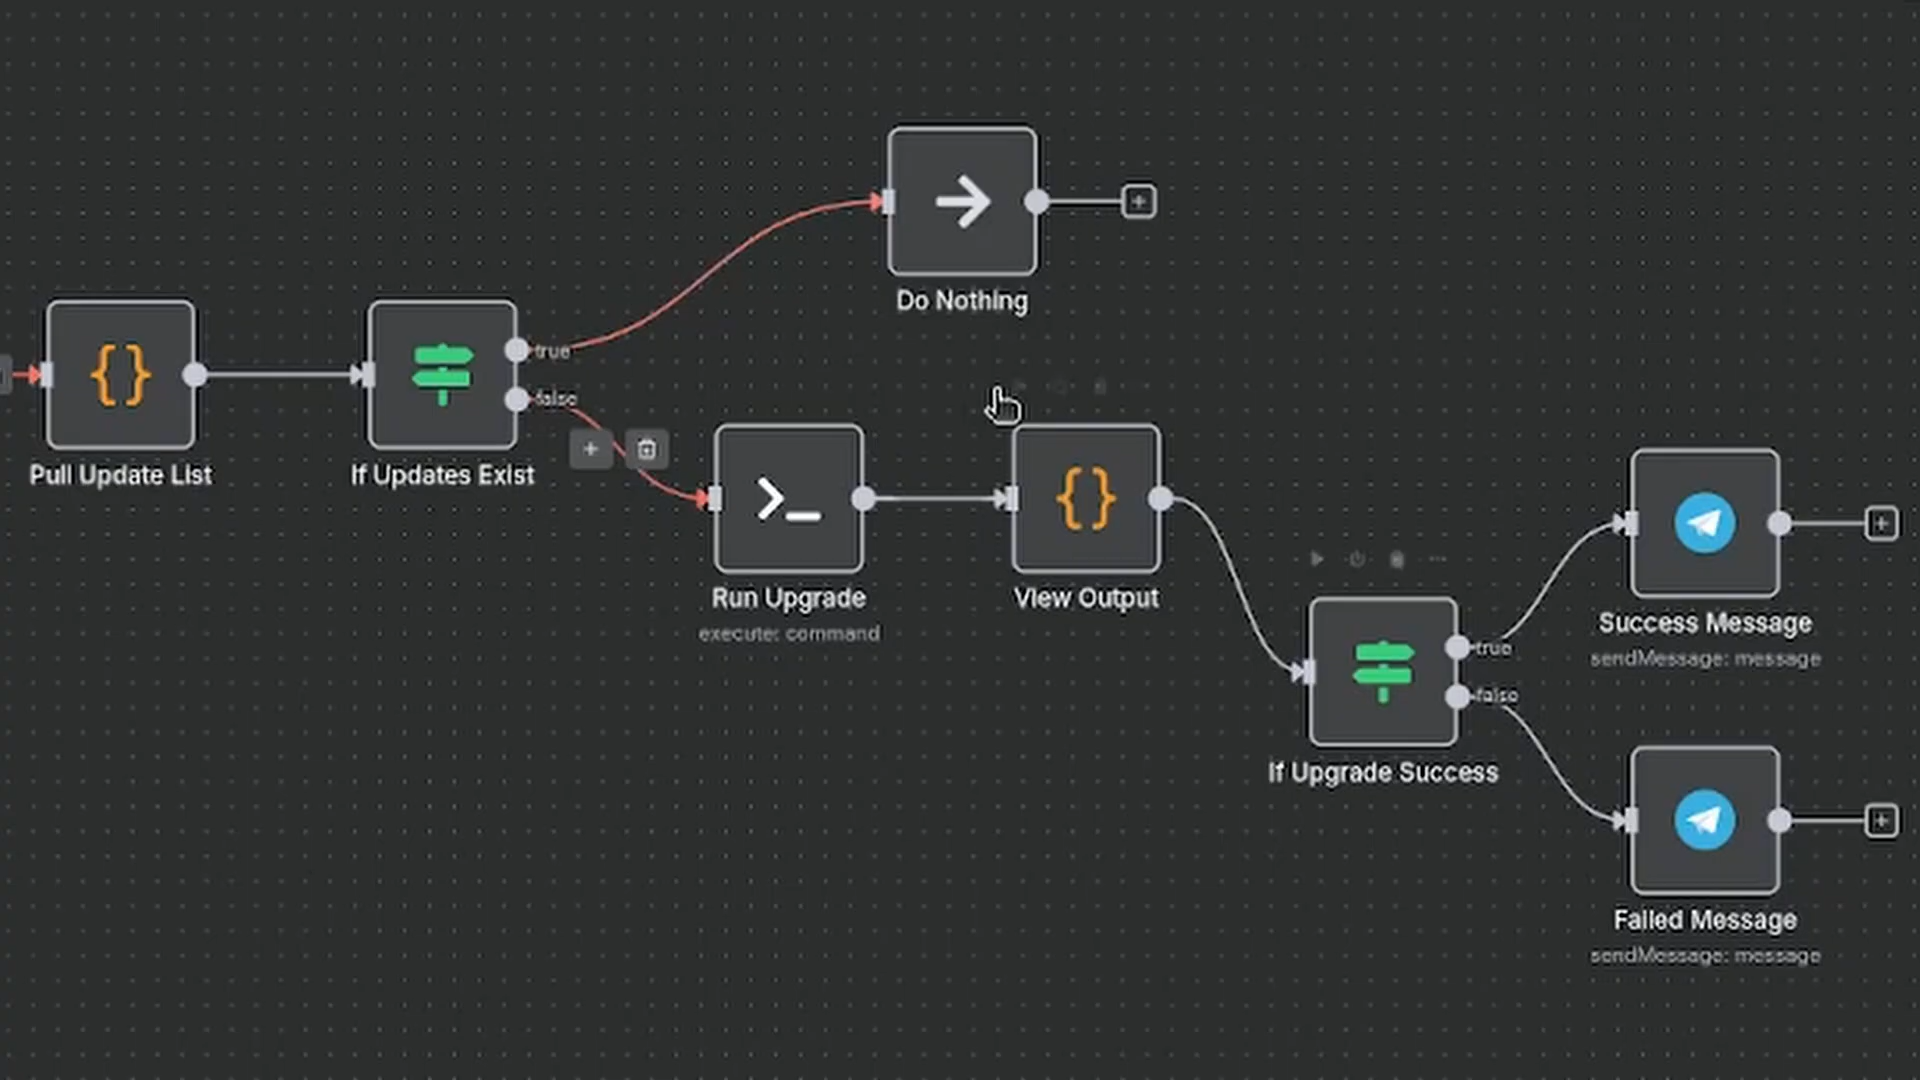 Do Nothing
true
false
Pull Update List
If Updates Exist
Run Upgrade
execute: command
View Output
true
false
If Upgrade Success
Success Message
sendMessage: message
Failed Message
sendMessage: message